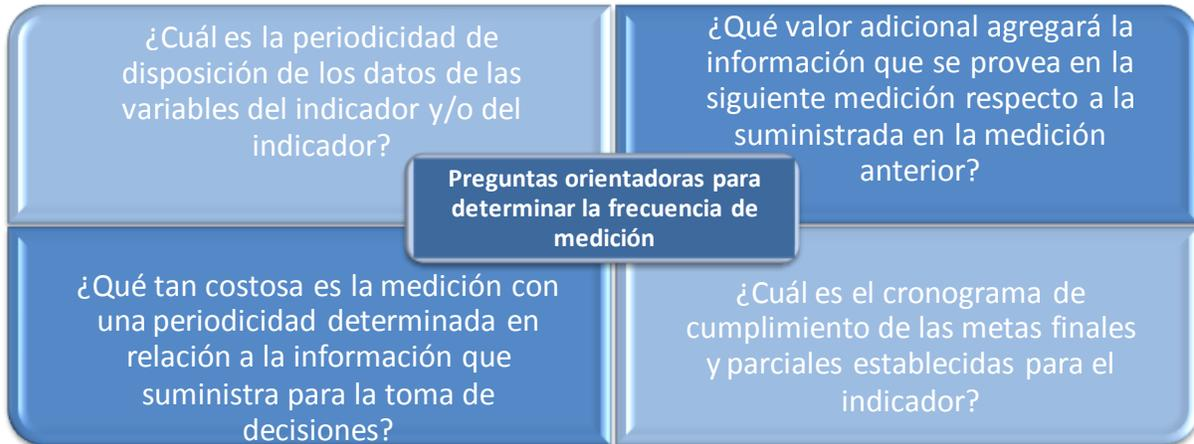 ¿Cuál es la periodicidad de
disposición de los datos de las
variables del indicador y/o del
indicador?
¿Qué valor adicional agregará la
información que se provea en la
siguiente medición respecto a la
suministrada en la medición
anterior?
Preguntas orientadoras para
determinar la frecuencia de
medición
¿Qué tan costosa es la medición con
una periodicidad determinada en
relación a la información que
suministra para la toma de
decisiones?
¿Cuál es el cronograma de
cumplimiento de las metas finales
y parciales establecidas para el
indicador?